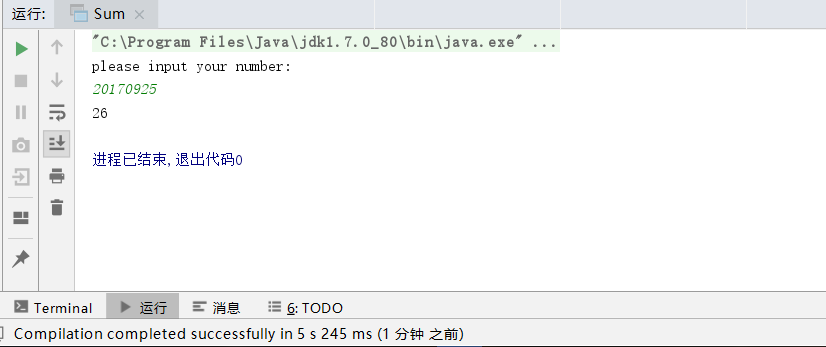 运行: Sum
"C:\Program Files\Java\jdk1.7.0_80\bin\java.exe" ...
please input your number:
20170925
26
进程已结束,退出代码0
Terminal 运行 消息 6: TODO
Compilation completed successfully in 5 s 245 ms (1 分钟 之前)